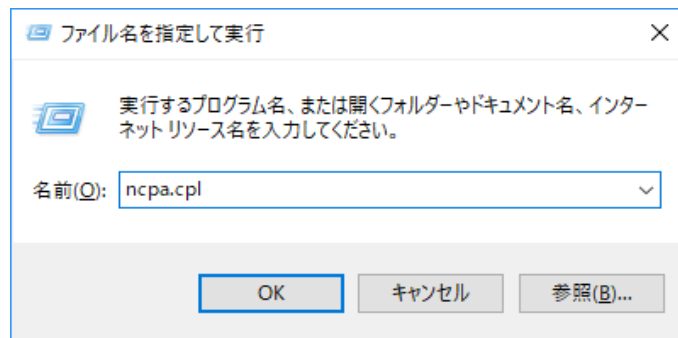 ファイル名を指定して実行
実行するプログラム名、または開くフォルダーやドキュメント名、インター
ネット リソース名を入力してください。
名前(O): ncpa.cpl
OK キャンセル 参照(B)...